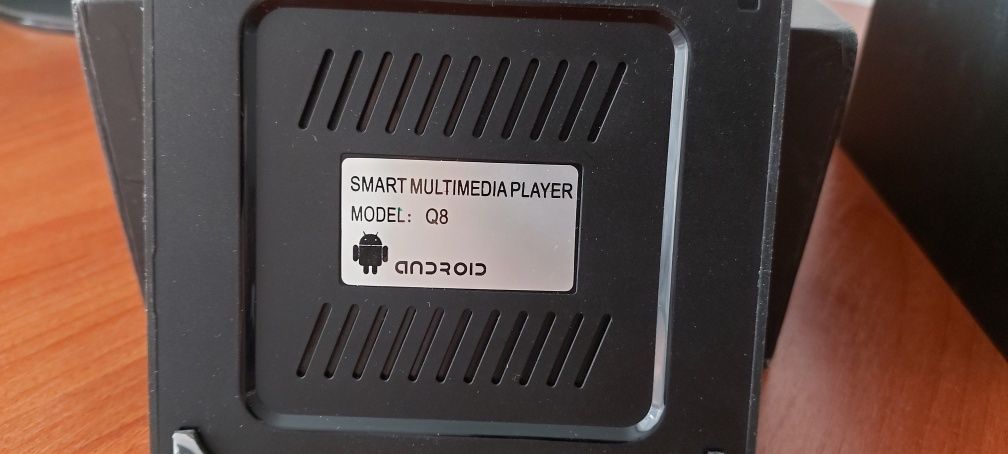 SMART MULTIMEDIA PLAYER
MODEL: Q8
ANDROID